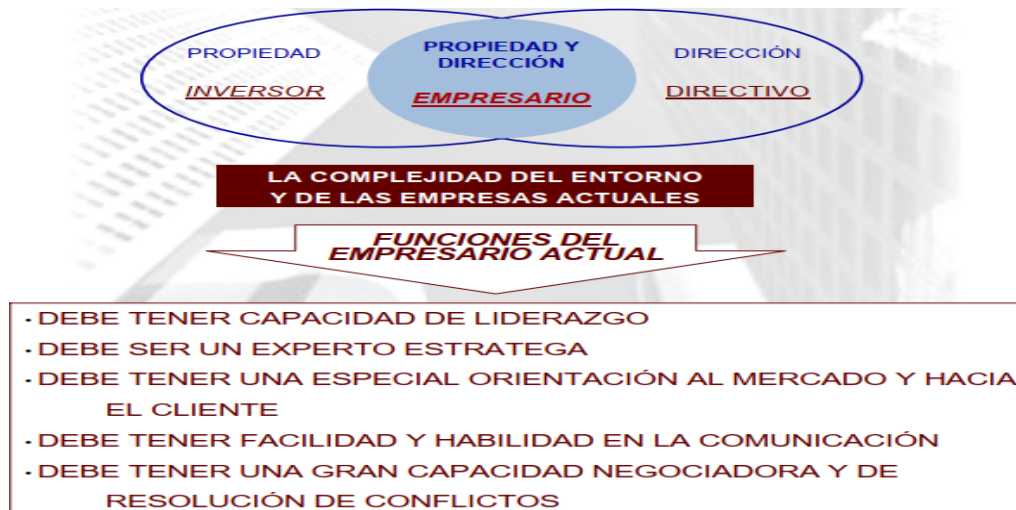 PROPIEDAD
INVERSOR
PROPIEDAD Y
DIRECCIÓN
EMPRESARIO
DIRECCIÓN
DIRECTIVO
LA COMPLEJIDAD DEL ENTORNO
Y DE LAS EMPRESAS ACTUALES
FUNCIONES DEL
EMPRESARIO ACTUAL
· DEBE TENER CAPACIDAD DE LIDERAZGO
· DEBE SER UN EXPERTO ESTRATEGA
· DEBE TENER UNA ESPECIAL ORIENTACIÓN AL MERCADO Y HACIA
EL CLIENTE
· DEBE TENER FACILIDAD Y HABILIDAD EN LA COMUNICACIÓN
· DEBE TENER UNA GRAN CAPACIDAD NEGOCIADORA Y DE
RESOLUCIÓN DE CONFLICTOS